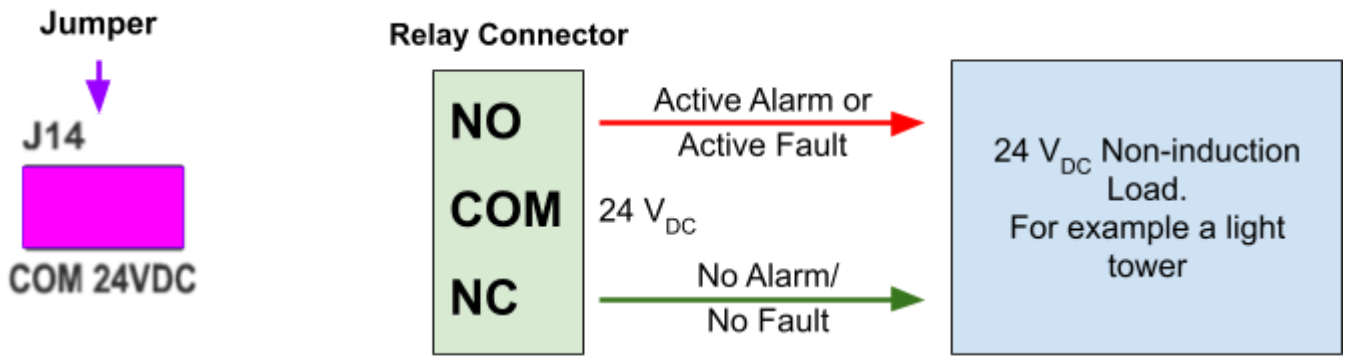 Jumper
J14
COM 24VDC
Relay Connector
NO
COM
NC
Active Alarm or
Active Fault
24 VDC
No Alarm/
No Fault
24 VDC Non-induction
Load.
For example a light
tower